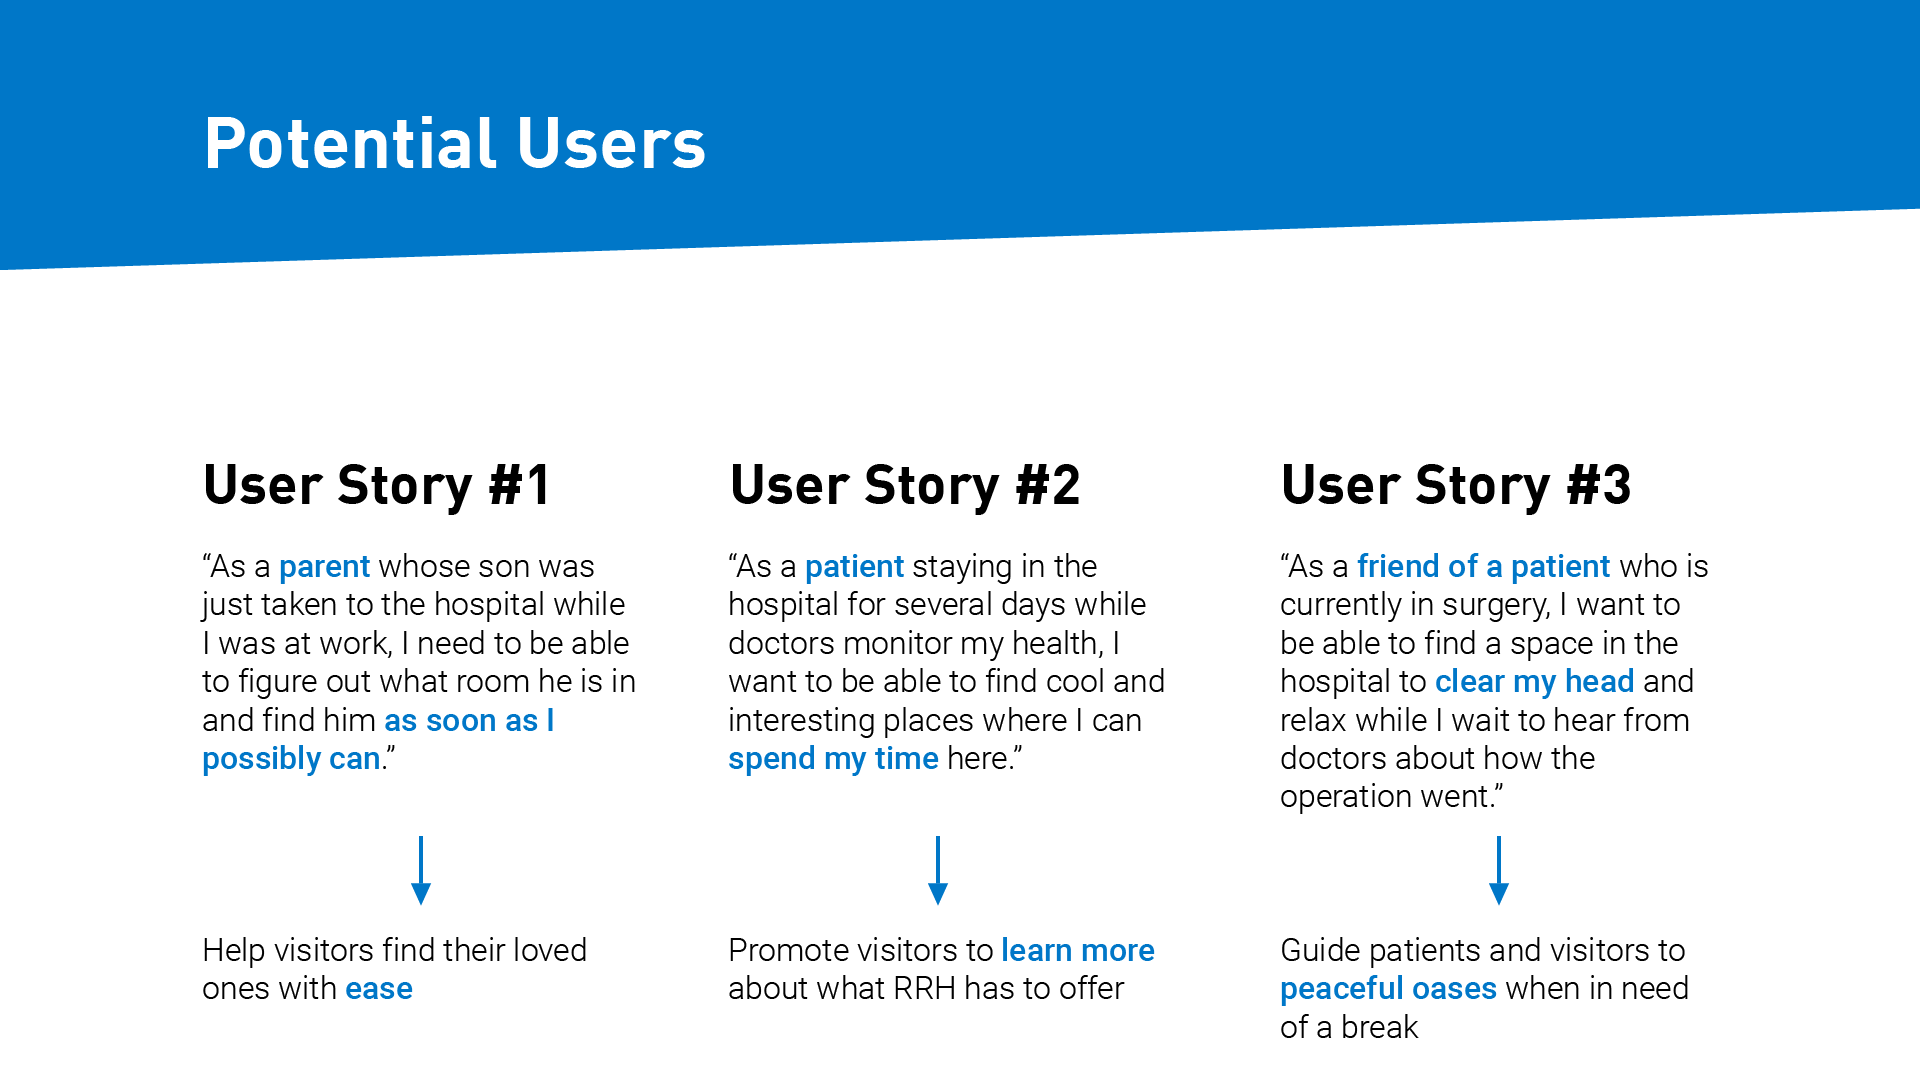 Potential Users
User Story #1
“As a parent whose son was
just taken to the hospital while
I was at work, I need to be able
to figure out what room he is in
and find him as soon as I
possibly can.”
Help visitors find their loved
ones with ease
User Story #2
“As a patient staying in the
hospital for several days while
doctors monitor my health, I
want to be able to find cool and
interesting places where I can
spend my time here.”
Promote visitors to learn more
about what RRH has to offer
User Story #3
“As a friend of a patient who is
currently in surgery, I want to
be able to find a space in the
hospital to clear my head and
relax while I wait to hear from
doctors about how the
operation went.”
Guide patients and visitors to
peaceful oases when in need
of a break